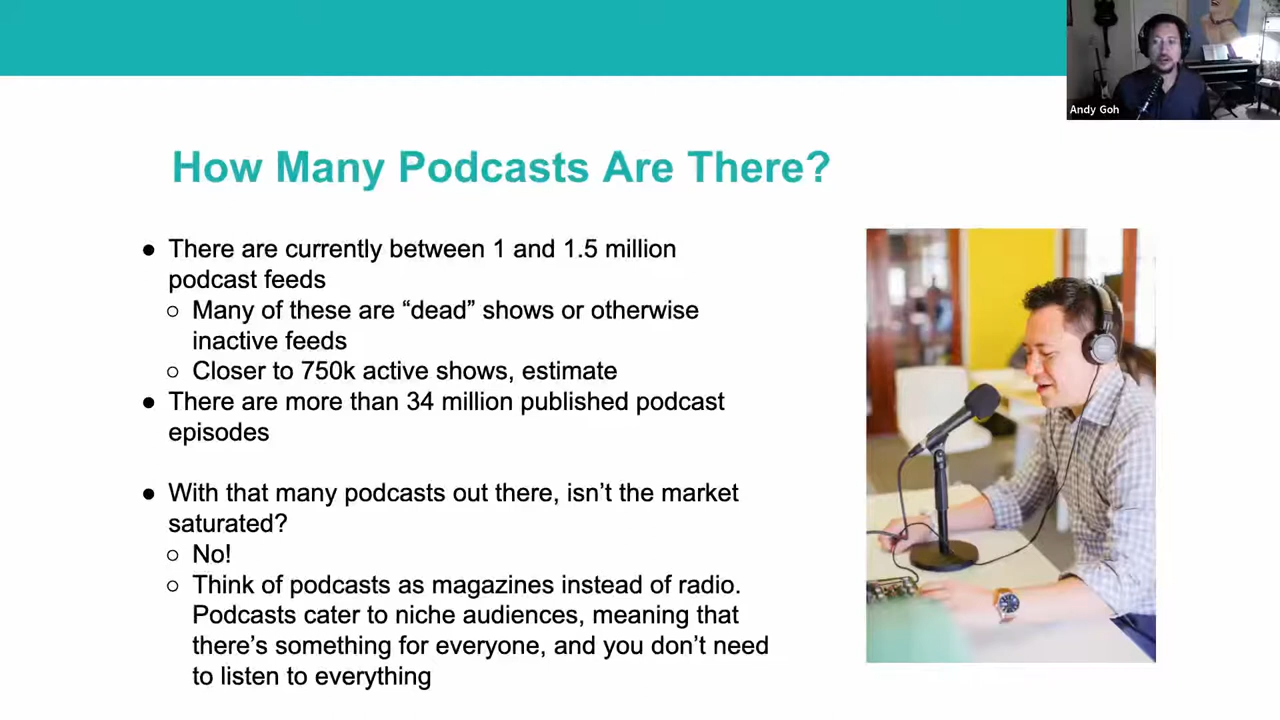 Andy Goh
How Many Podcasts Are There?
● There are currently between 1 and 1.5 million
podcast feeds
○ Many of these are “dead” shows or otherwise
inactive feeds
○ Closer to 750k active shows, estimate
● There are more than 34 million published podcast
episodes
● With that many podcasts out there, isn’t the market
saturated?
○ No!
○ Think of podcasts as magazines instead of radio.
Podcasts cater to niche audiences, meaning that
there’s something for everyone, and you don’t need
to listen to everything